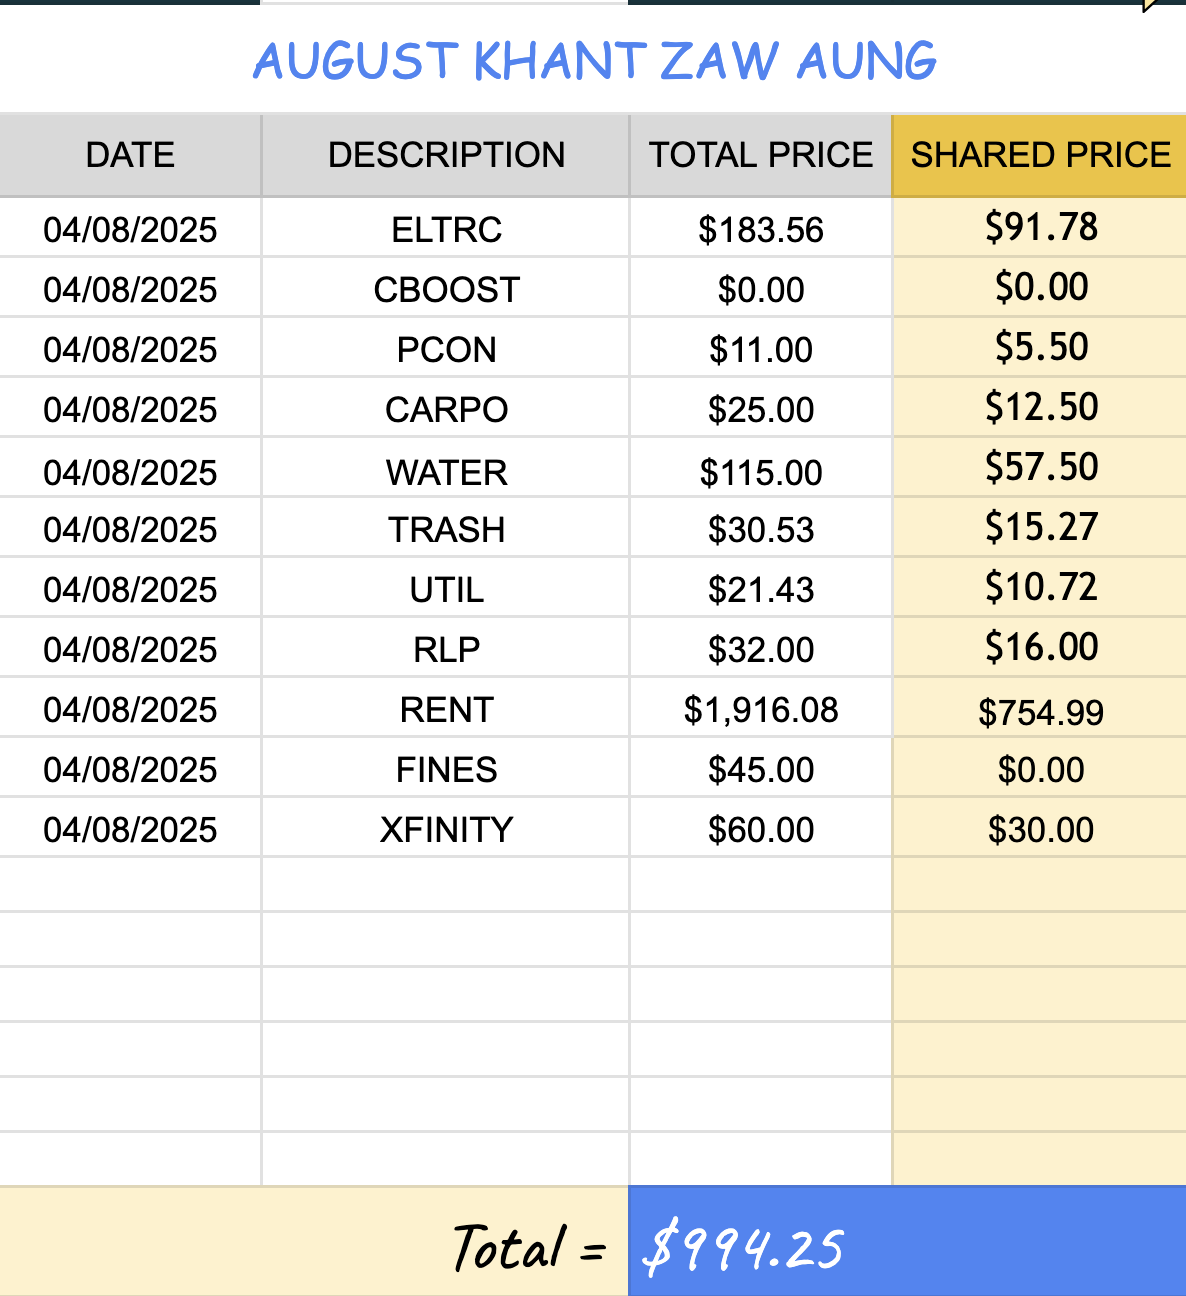 AUGUST KHANT ZAW AUNG
DATE DESCRIPTION TOTAL PRICE SHARED PRICE
04/08/2025 ELTRC $183.56 $91.78
04/08/2025 CBOOST $0.00 $0.00
04/08/2025 PCON $11.00 $5.50
04/08/2025 CARPO $25.00 $12.50
04/08/2025 WATER $115.00 $57.50
04/08/2025 TRASH $30.53 $15.27
04/08/2025 UTIL $21.43 $10.72
04/08/2025 RLP $32.00 $16.00
04/08/2025 RENT $1,916.08 $754.99
04/08/2025 FINES $45.00 $0.00
04/08/2025 XFINITY $60.00 $30.00
Total = $994.25